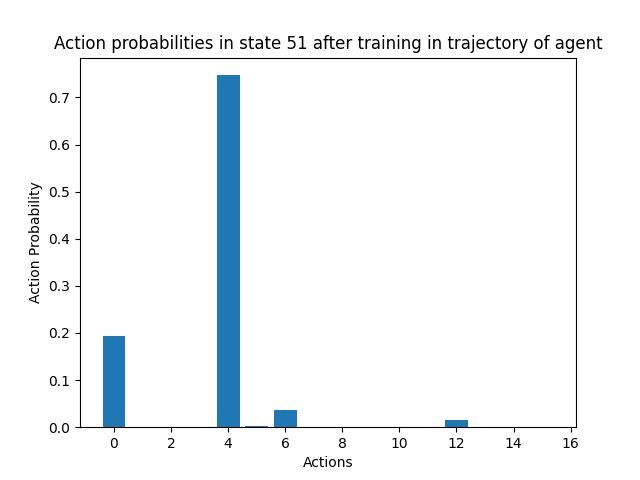 Action probabilities in state 51 after training in trajectory of agent
0.7
0.6
0.5
0.4
0.3
0.2
0.1
0.0
Action Probability
0 2 4 6 8 10 12 14 16
Actions